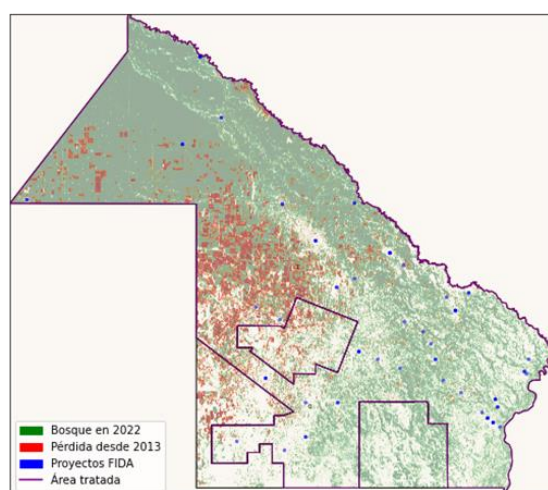 Bosque en 2022
Pérdida desde 2013
Proyectos FIDA
Área tratada